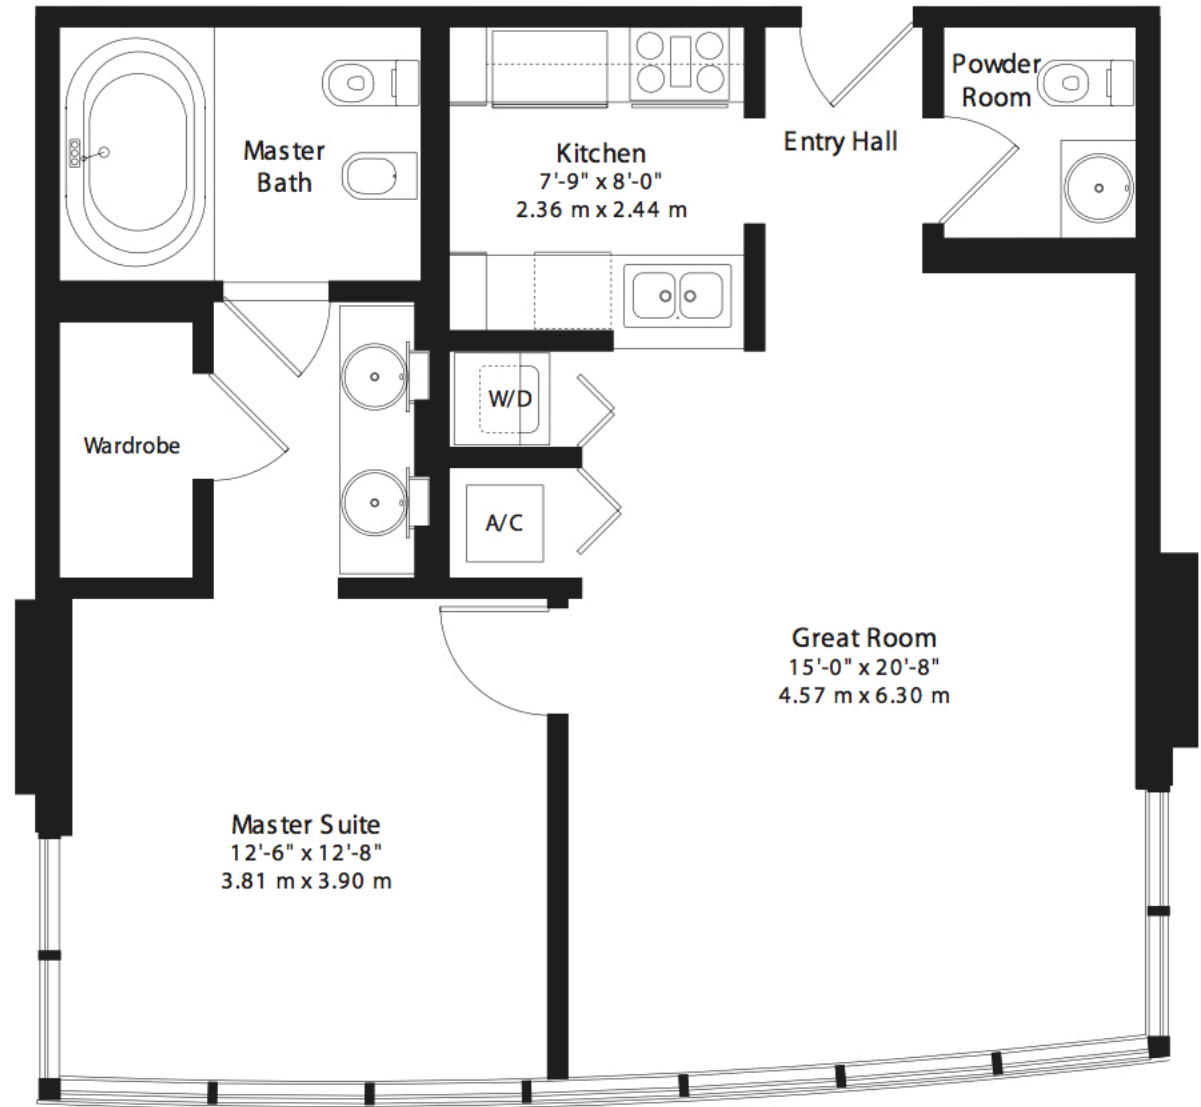 Powder
Room
Entry Hall
Master
Bath
Kitchen
7'-9" x 8'-0"
2.36 m x 2.44 m
W/D
Wardrobe
A/C
Great Room
15'-0" x 20'-8"
4.57 m x 6.30 m
Master Suite
12'-6" x 12'-8"
3.81 m x 3.90 m